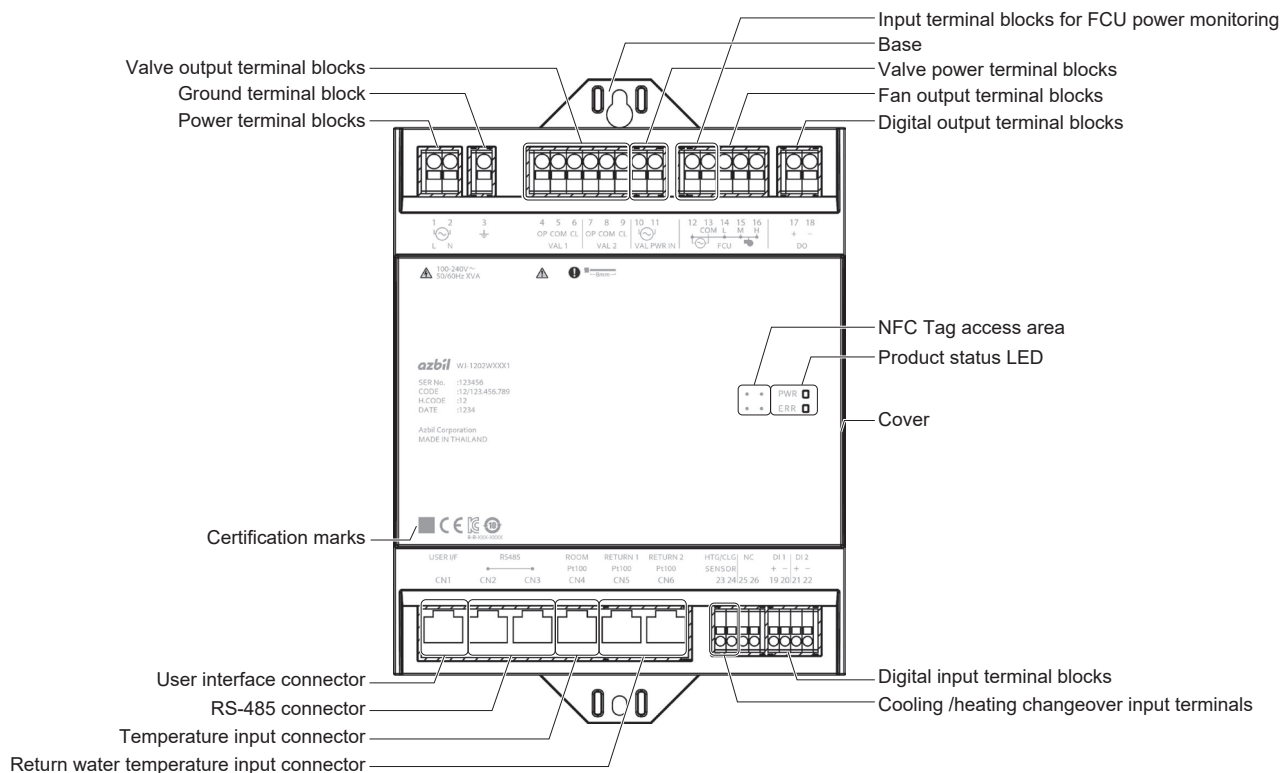 Input terminal blocks for FCU power monitoring
Base
Valve output terminal blocks
Valve power terminal blocks
Ground terminal block
Fan output terminal blocks
Power terminal blocks
Digital output terminal blocks
1 2 3 4 5 6 7 8 9 10 11 12 13 14 15 16 17 18
OP COM CL OP COM CL COM L M H + −
L N VAL 1 VAL 2 VAL PWR IN FCU DO
100-240V~
50/60Hz XVA
8mm
NFC Tag access area
Product status LED
azbil WJ-1202WXXX1
SER No. :123456
CODE :12/123.456.789
H.CODE :12
DATE :1234
PWR
ERR
Cover
Azbil Corporation
MADE IN THAILAND
Certification marks
CE
R-R-XXX-XXXX
USER I/F RS485 ROOM RETURN 1 RETURN 2 HTG/CLG NC DI 1 DI 2
Pt100 Pt100 Pt100 SENSOR + − + −
CN1 CN2 CN3 CN4 CN5 CN6 23 24 25 26 19 20 21 22
User interface connector
Digital input terminal blocks
RS-485 connector
Cooling /heating changeover input terminals
Temperature input connector
Return water temperature input connector